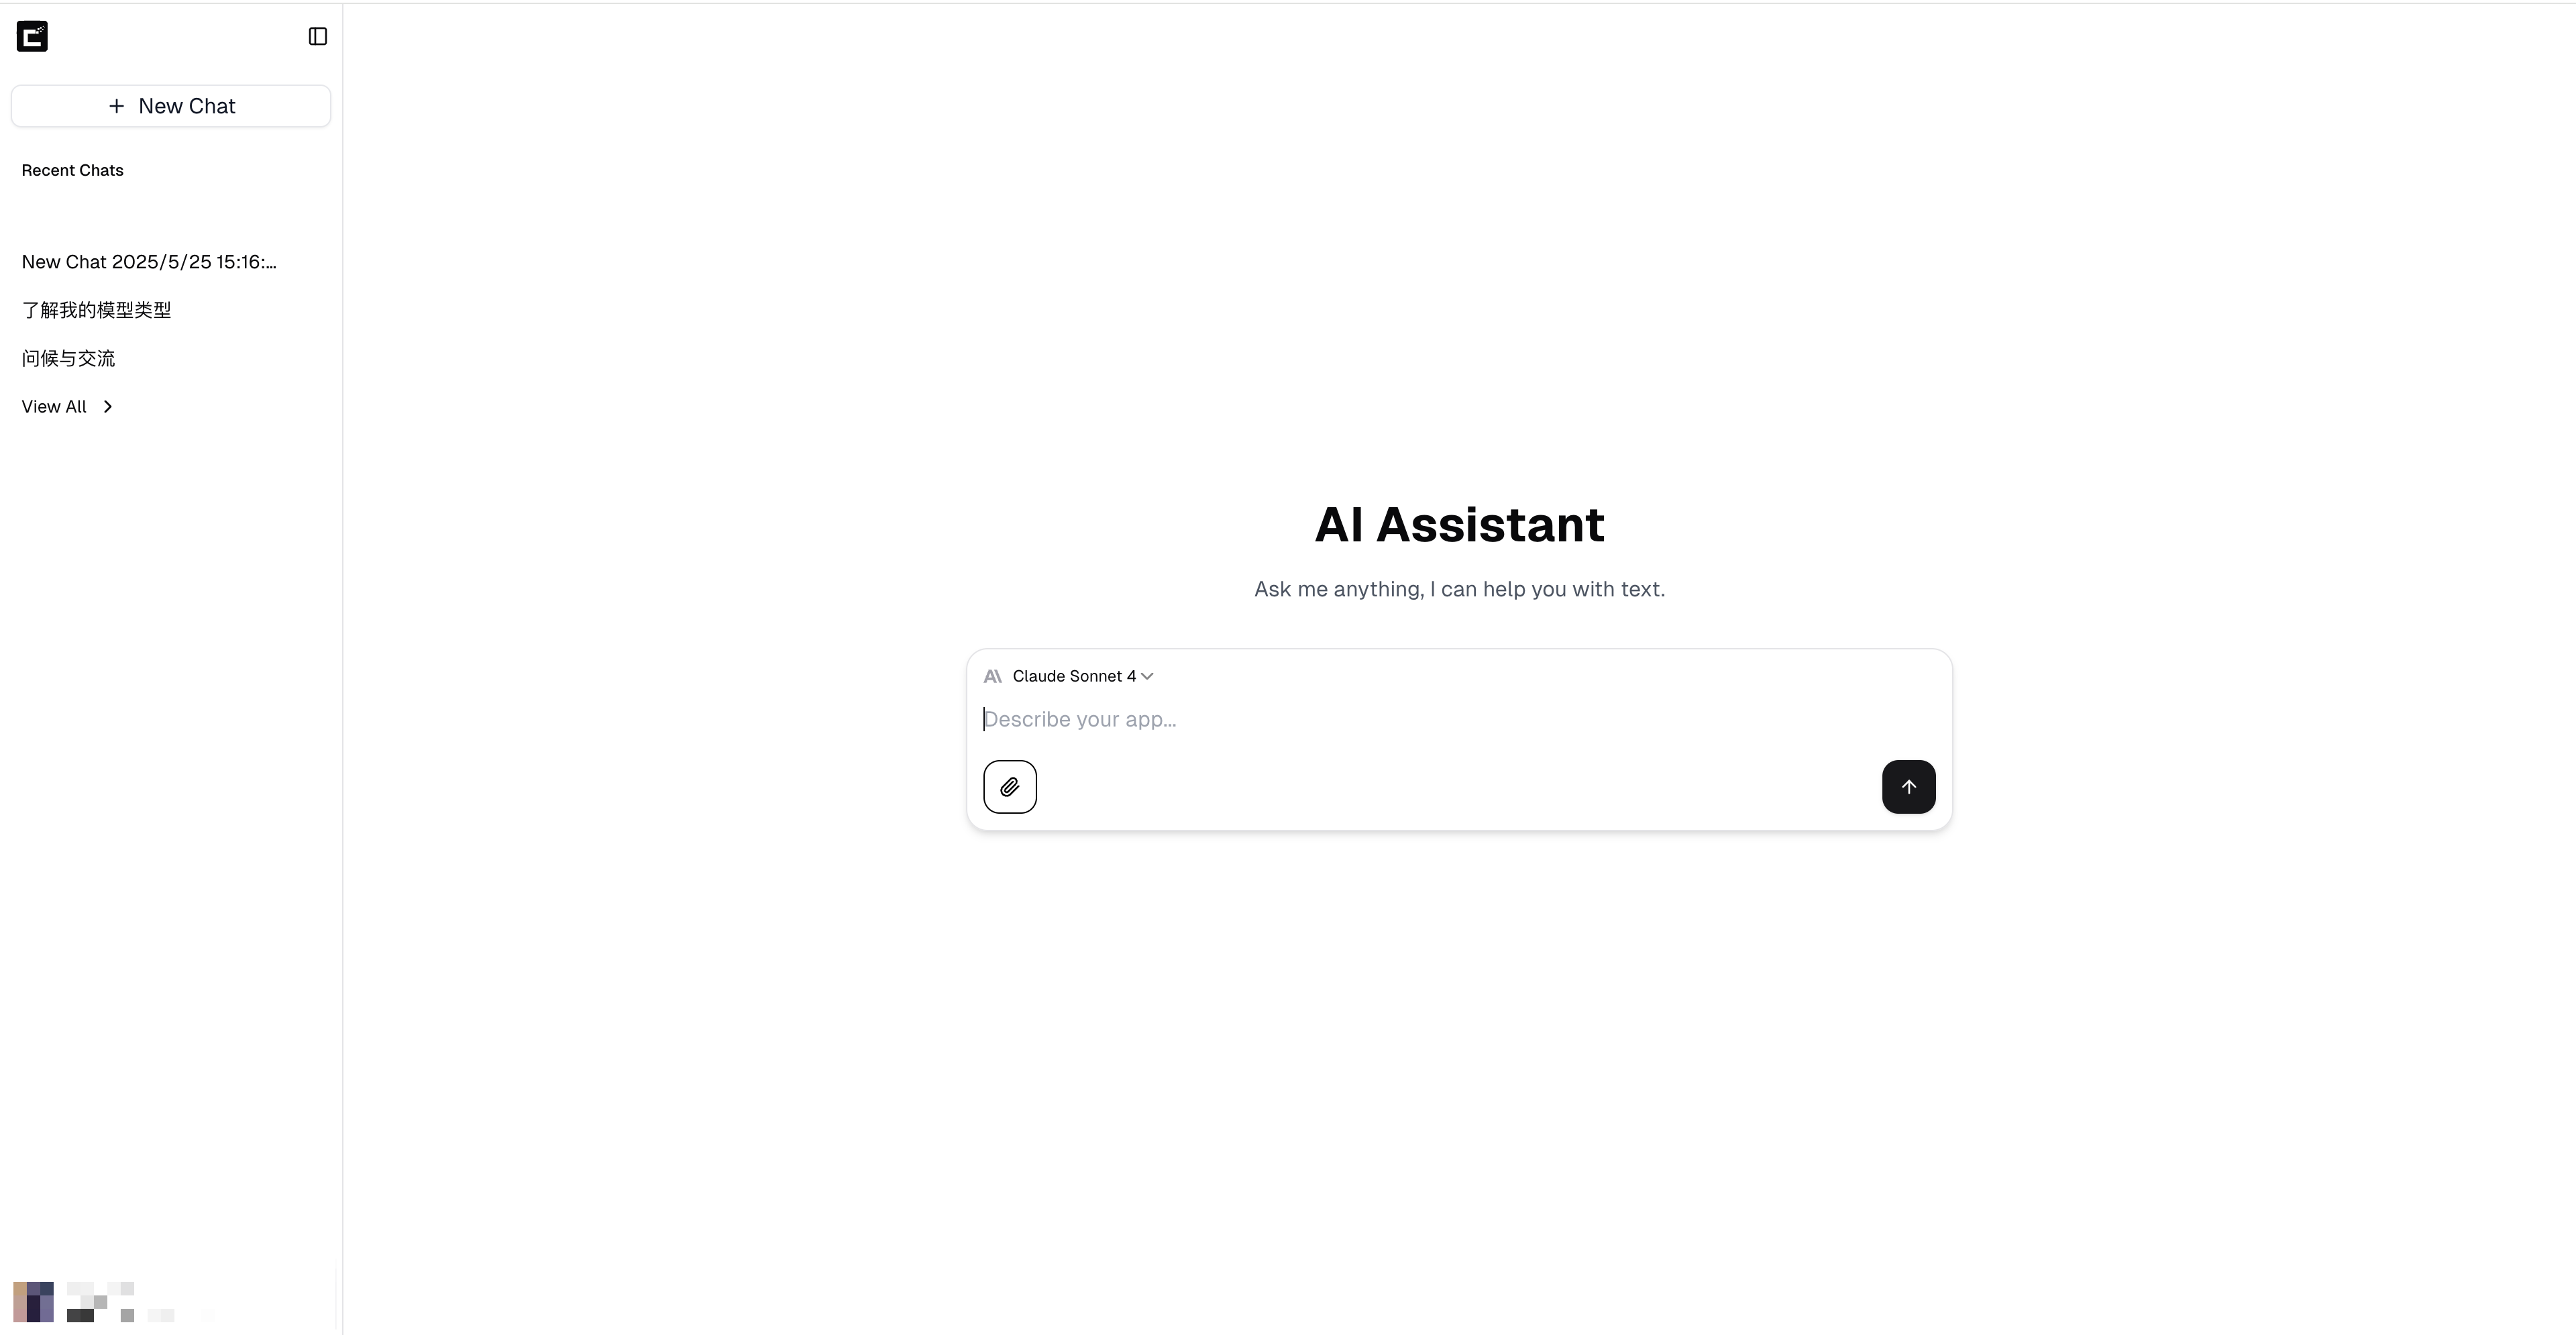 New Chat
Recent Chats
New Chat 2025/5/25 15:16:...
了解我的模型类型
问候与交流
View All
AI Assistant
Ask me anything, I can help you with text.
Claude Sonnet 4
Describe your app...